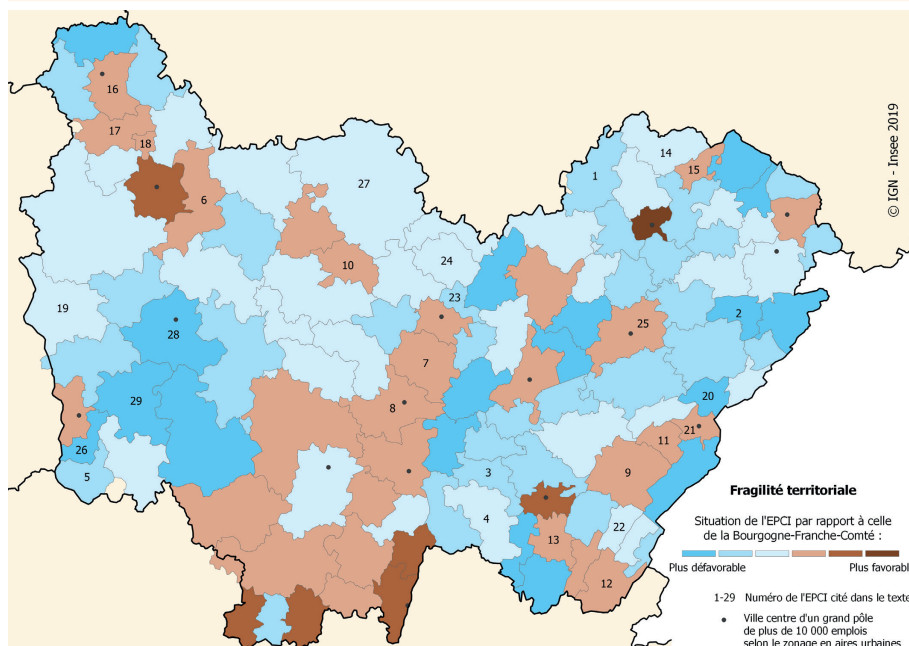 16
17
18
6
27
14
1
15
© IGN - Insee 2019
10
24
19
23
28
25
2
7
8
29
20
21
11
26
5
3
9
4
22
13
12
Fragilité territoriale
Situation de l'EPCI par rapport à celle
de la Bourgogne-Franche-Comté :
Plus défavorable
Plus favorabl
1-29 Numéro de l'EPCI cité dans le texte
Ville centre d'un grand pôle
de plus de 10 000 emplois
selon le zonage en aires urbaines